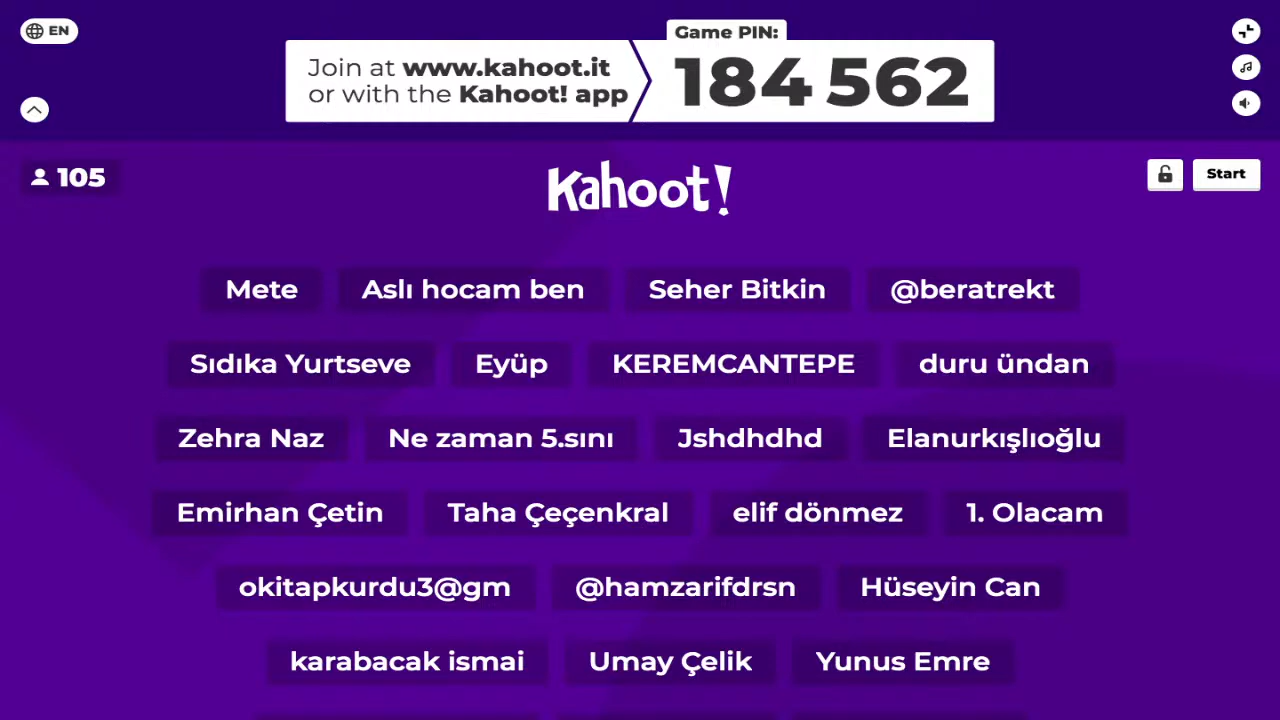 EN
Game PIN:
Join at www.kahoot.it
or with the Kahoot! app
184 562
105
Kahoot!
Start
Mete Aslı hocam ben Seher Bitkin @beratrekt
Sıdıka Yurtseve Eyüp KEREMCANTEPE duru ündan
Zehra Naz Ne zaman 5.sını Jshdhdhd Elanurkışlıoğlu
Emirhan Çetin Taha Çeçenkral elif dönmez 1. Olacam
okitapkurdu3@gm @hamzarifdrsn Hüseyin Can
karabacak ismai Umay Çelik Yunus Emre